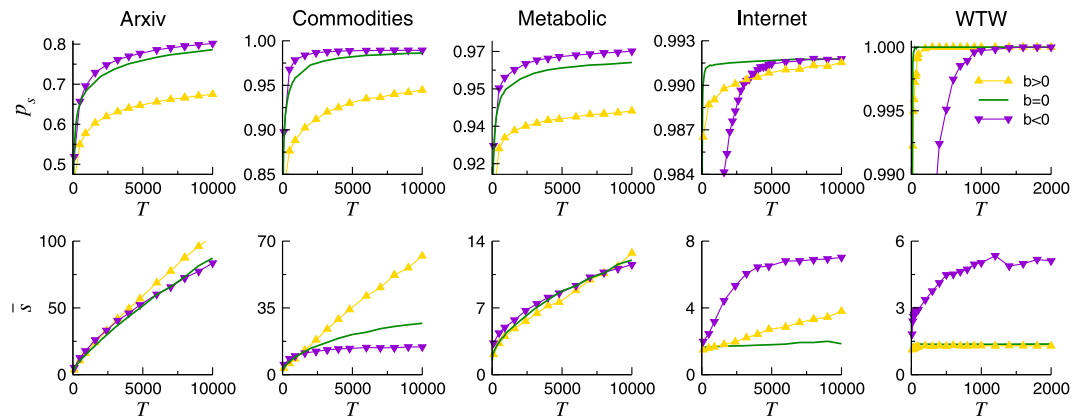 Arxiv Commodities Metabolic Internet WTW
p_s
0.8 0.7 0.6 0.5
1.00 0.95 0.90 0.85
0.97 0.95 0.94 0.92
0.993 0.990 0.987 0.984
1.000 0.995 0.990
b>0
b=0
b<0
0 5000 10000 0 5000 10000 0 5000 10000 0 5000 10000 0 500 1000 1500 2000
T T T T T
s̄
100 50 0
70 35 0
14 7 0
8 4 0
6 3 0
0 5000 10000 0 5000 10000 0 5000 10000 0 5000 10000 0 500 1000 1500 2000
T T T T T